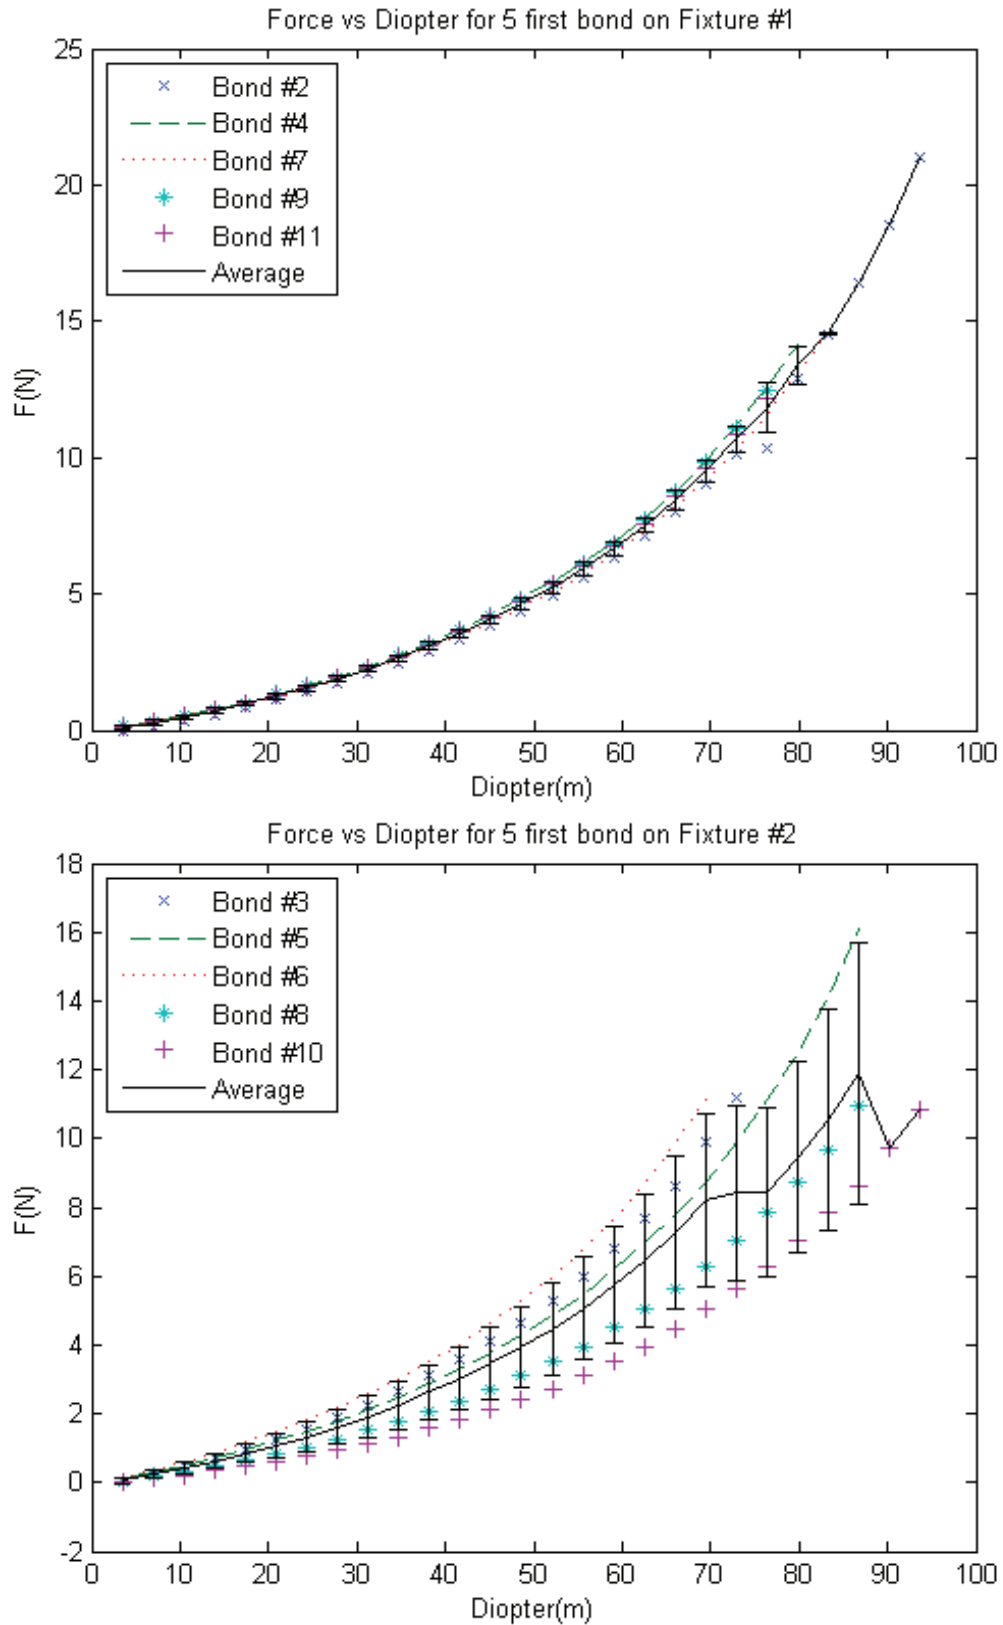 Force vs Diopter for 5 first bond on Fixture #1
25
20
15
10
5
0
F(N)
Bond #2
Bond #4
Bond #7
Bond #9
Bond #11
Average
0 10 20 30 40 50 60 70 80 90 100
Diopter(m)
Force vs Diopter for 5 first bond on Fixture #2
18
16
14
12
10
8
6
4
2
0
-2
F(N)
Bond #3
Bond #5
Bond #6
Bond #8
Bond #10
Average
0 10 20 30 40 50 60 70 80 90 100
Diopter(m)